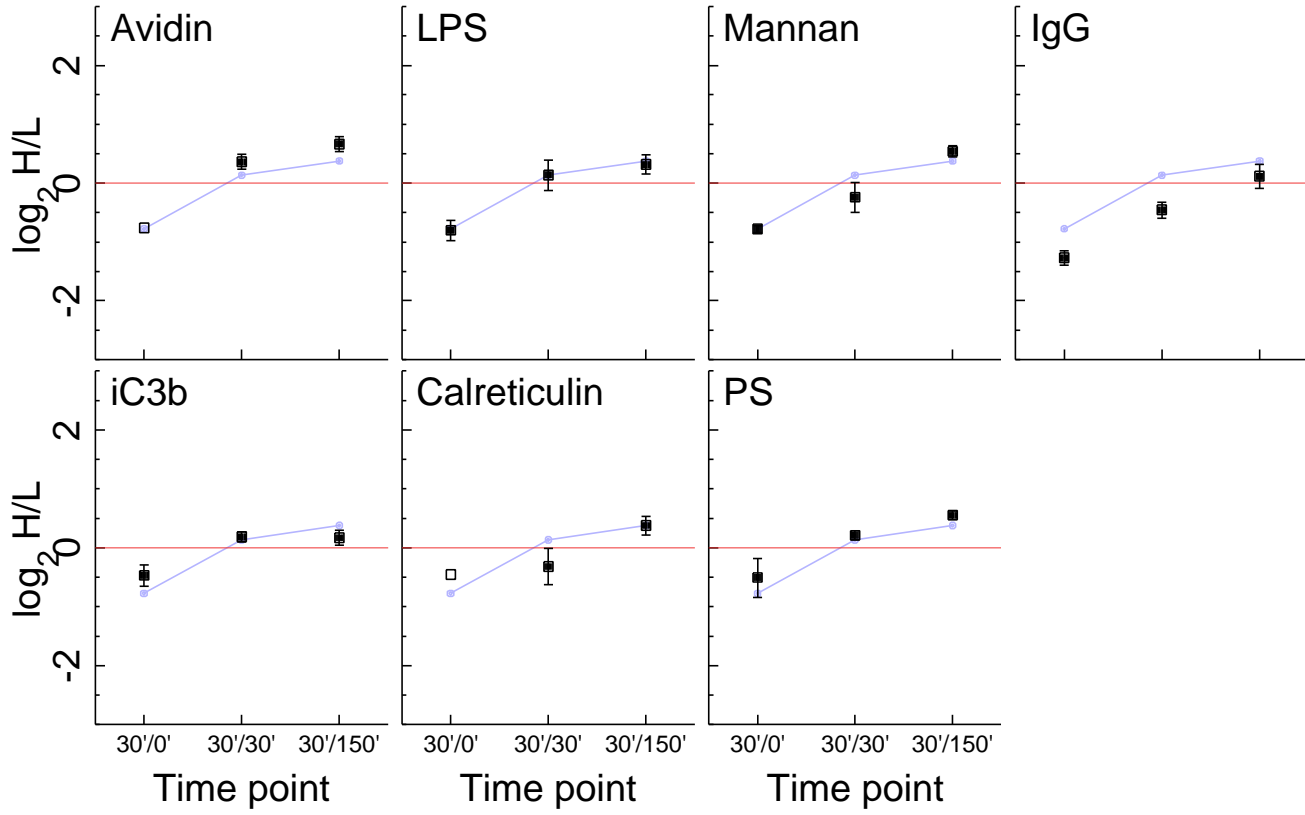 Avidin LPS Mannan IgG
2
0
-2
log2 H/L
iC3b Calreticulin PS
2
0
-2
log2 H/L
30'/0' 30'/30' 30'/150' 30'/0' 30'/30' 30'/150' 30'/0' 30'/30' 30'/150'
Time point Time point Time point